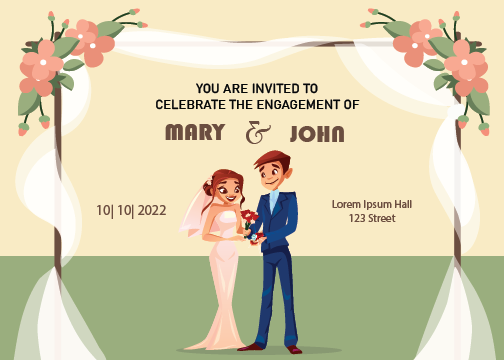 YOU ARE INVITED TO
CELEBRATE THE ENGAGEMENT OF
MARY & JOHN
10| 10| 2022
Lorem Ipsum Hall
123 Street